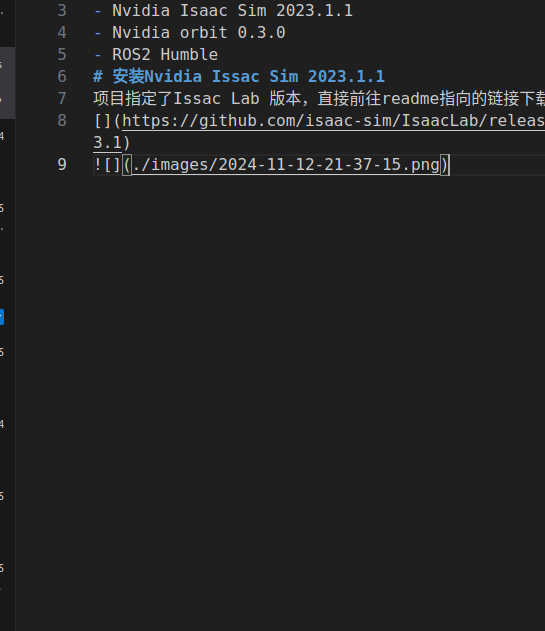 3 - Nvidia Isaac Sim 2023.1.1
4 - Nvidia orbit 0.3.0
5 - ROS2 Humble
6 # 安装Nvidia Issac Sim 2023.1.1
7 项目指定了Issac Lab 版本，直接前往readme指向的链接下载
8 [](https://github.com/isaac-sim/IsaacLab/releas
3.1)
9 ![](./images/2024-11-12-21-37-15.png)